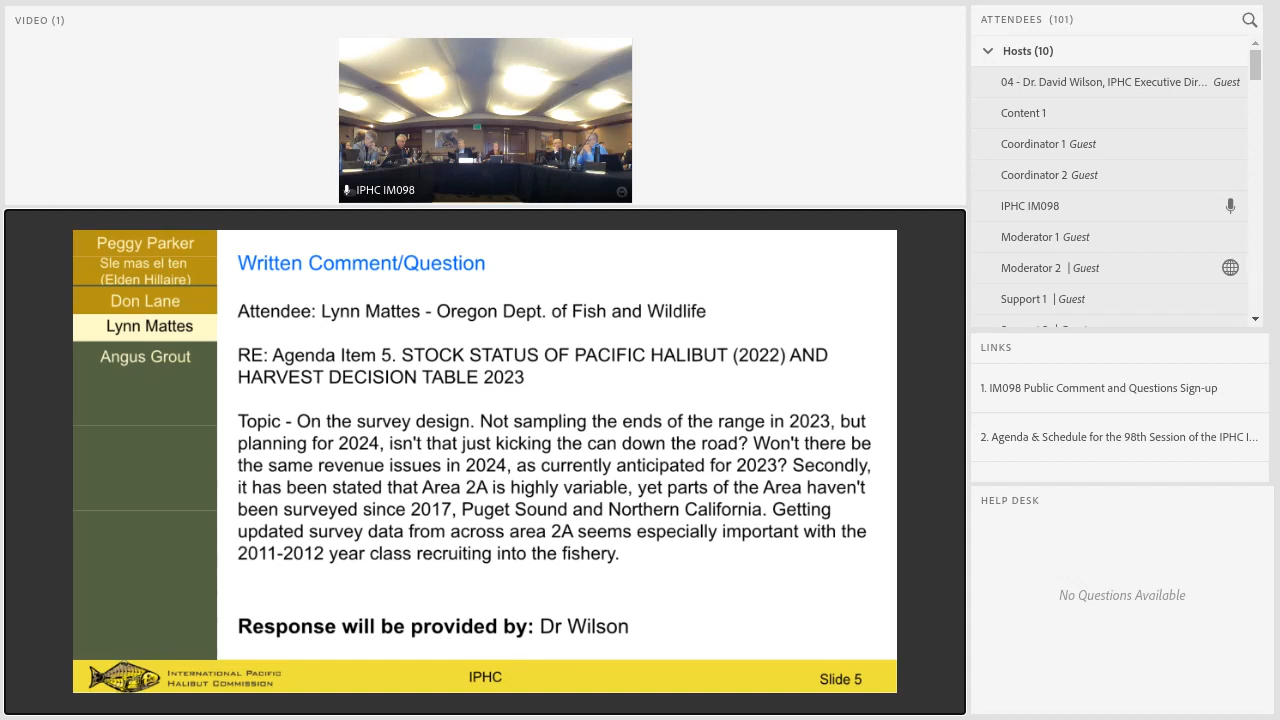 VIDEO (1)
IPHC IM098
Peggy Parker
Sle mas el ten
(Elden Hillaire)
Don Lane
Lynn Mattes
Angus Grout
Written Comment/Question
Attendee: Lynn Mattes - Oregon Dept. of Fish and Wildlife
RE: Agenda Item 5. STOCK STATUS OF PACIFIC HALIBUT (2022) AND
HARVEST DECISION TABLE 2023
Topic - On the survey design. Not sampling the ends of the range in 2023, but
planning for 2024, isn't that just kicking the can down the road? Won't there be
the same revenue issues in 2024, as currently anticipated for 2023? Secondly,
it has been stated that Area 2A is highly variable, yet parts of the Area haven't
been surveyed since 2017, Puget Sound and Northern California. Getting
updated survey data from across area 2A seems especially important with the
2011-2012 year class recruiting into the fishery.
Response will be provided by: Dr Wilson
INTERNATIONAL PACIFIC
HALIBUT COMMISSION
IPHC
Slide 5
ATTENDEES (101)
Hosts (10)
04 - Dr. David Wilson, IPHC Executive Dir... Guest
Content 1
Coordinator 1 Guest
Coordinator 2 Guest
IPHC IM098
Moderator 1 Guest
Moderator 2 | Guest
Support 1 | Guest
LINKS
1. IM098 Public Comment and Questions Sign-up
2. Agenda & Schedule for the 98th Session of the IPHC I...
HELP DESK
No Questions Available